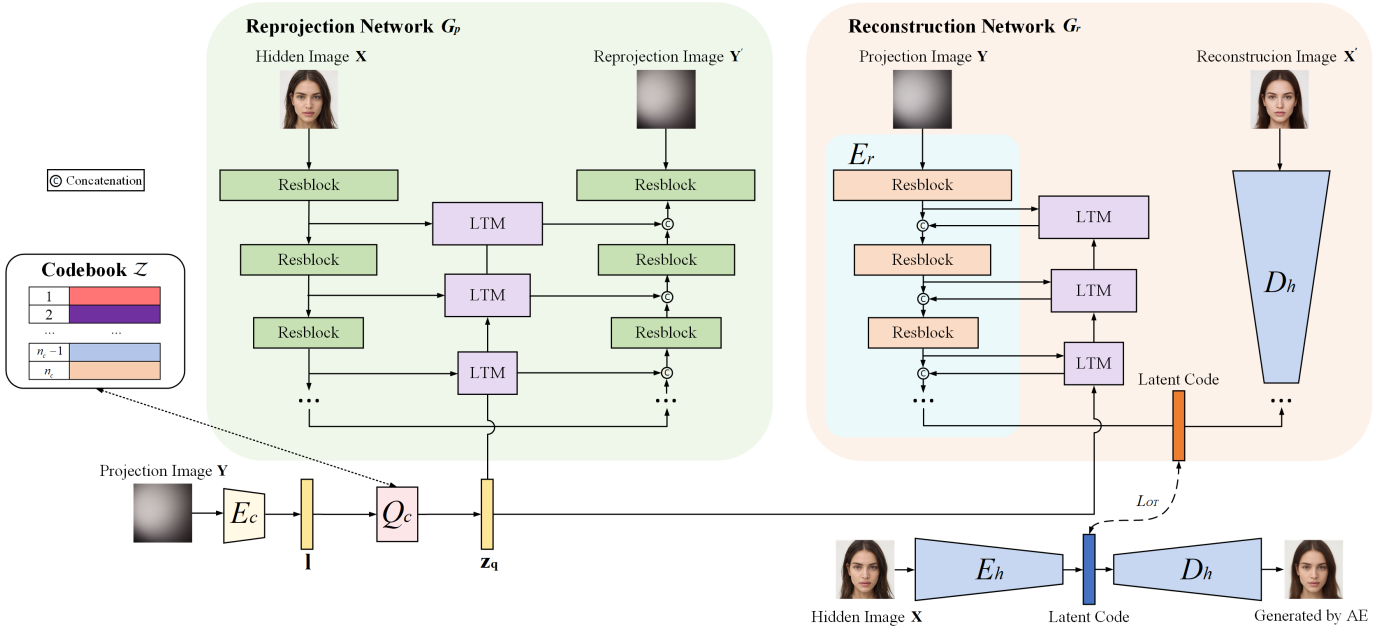 Reprojection Network Gp
Hidden Image X
Reprojection Image Y′
Resblock
Resblock
LTM
Resblock
Resblock
LTM
Resblock
Resblock
LTM
C
C
C
...
...
Reconstruction Network Gr
Projection Image Y
Reconstrucion Image X′
Er
Resblock
LTM
C
Resblock
LTM
C
Resblock
LTM
C
...
Dh
Latent Code
...
C Concatenation
Codebook Z
1
2
... ...
nc −1
nc
Projection Image Y
Ec
l
Qc
zq
LOT
Eh
Dh
Hidden Image X
Latent Code
Generated by AE